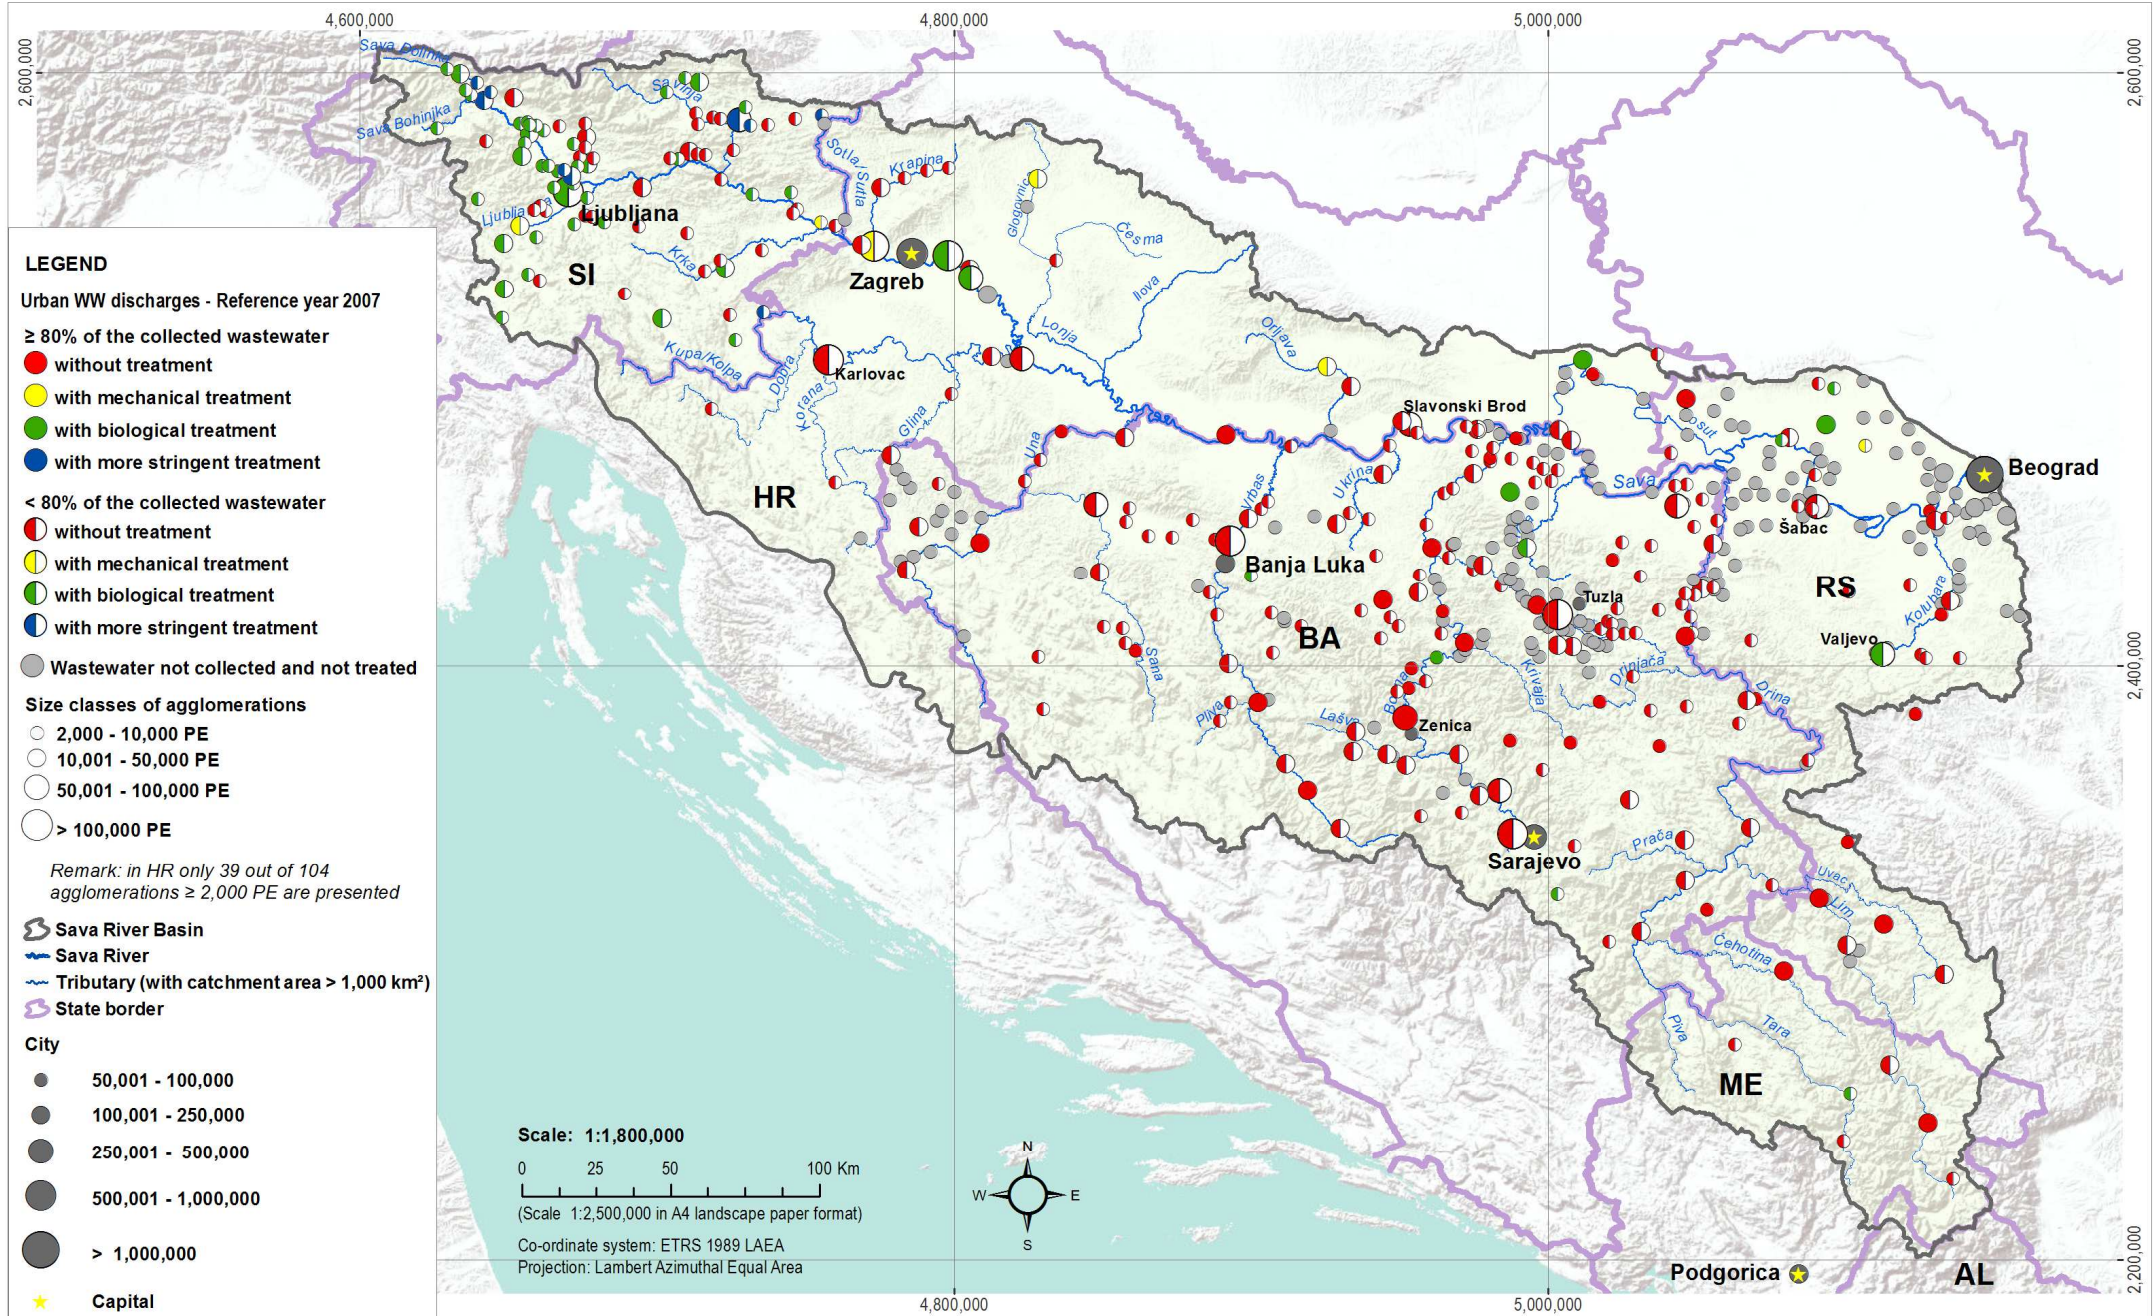 4,600,000
4,800,000
5,000,000
2,600,000
2,600,000
Sava Dolinka
Sava Bohinjka
Savinja
Sotla/Sutla
Krapina
Glogovnica
Česma
Ilova
Lonja
Orljava
Ljubljana
Krka
SI
Zagreb
Kupa/Kolpa
Dobra
Korana
Karlovac
Glina
Una
HR
Slavonski Brod
Ukrina
Vrbas
Sava
Beograd
Šabac
RS
Kolubara
Valjevo
Banja Luka
Tuzla
BA
Sana
Pliva
Lašva
Bosna
Zenica
Krivaja
Drinjača
Drina
2,400,000
Sarajevo
Prača
Uvac
Lim
Ćehotina
Piva
Tara
ME
Podgorica
AL
2,200,000
4,800,000
5,000,000
LEGEND
Urban WW discharges - Reference year 2007
≥ 80% of the collected wastewater
without treatment
with mechanical treatment
with biological treatment
with more stringent treatment
< 80% of the collected wastewater
without treatment
with mechanical treatment
with biological treatment
with more stringent treatment
Wastewater not collected and not treated
Size classes of agglomerations
2,000 - 10,000 PE
10,001 - 50,000 PE
50,001 - 100,000 PE
> 100,000 PE
Remark: in HR only 39 out of 104
agglomerations ≥ 2,000 PE are presented
Sava River Basin
Sava River
Tributary (with catchment area > 1,000 km²)
State border
City
50,001 - 100,000
100,001 - 250,000
250,001 - 500,000
500,001 - 1,000,000
> 1,000,000
Capital
Scale: 1:1,800,000
0 25 50 100 Km
(Scale 1:2,500,000 in A4 landscape paper format)
Co-ordinate system: ETRS 1989 LAEA
Projection: Lambert Azimuthal Equal Area
N
W E
S